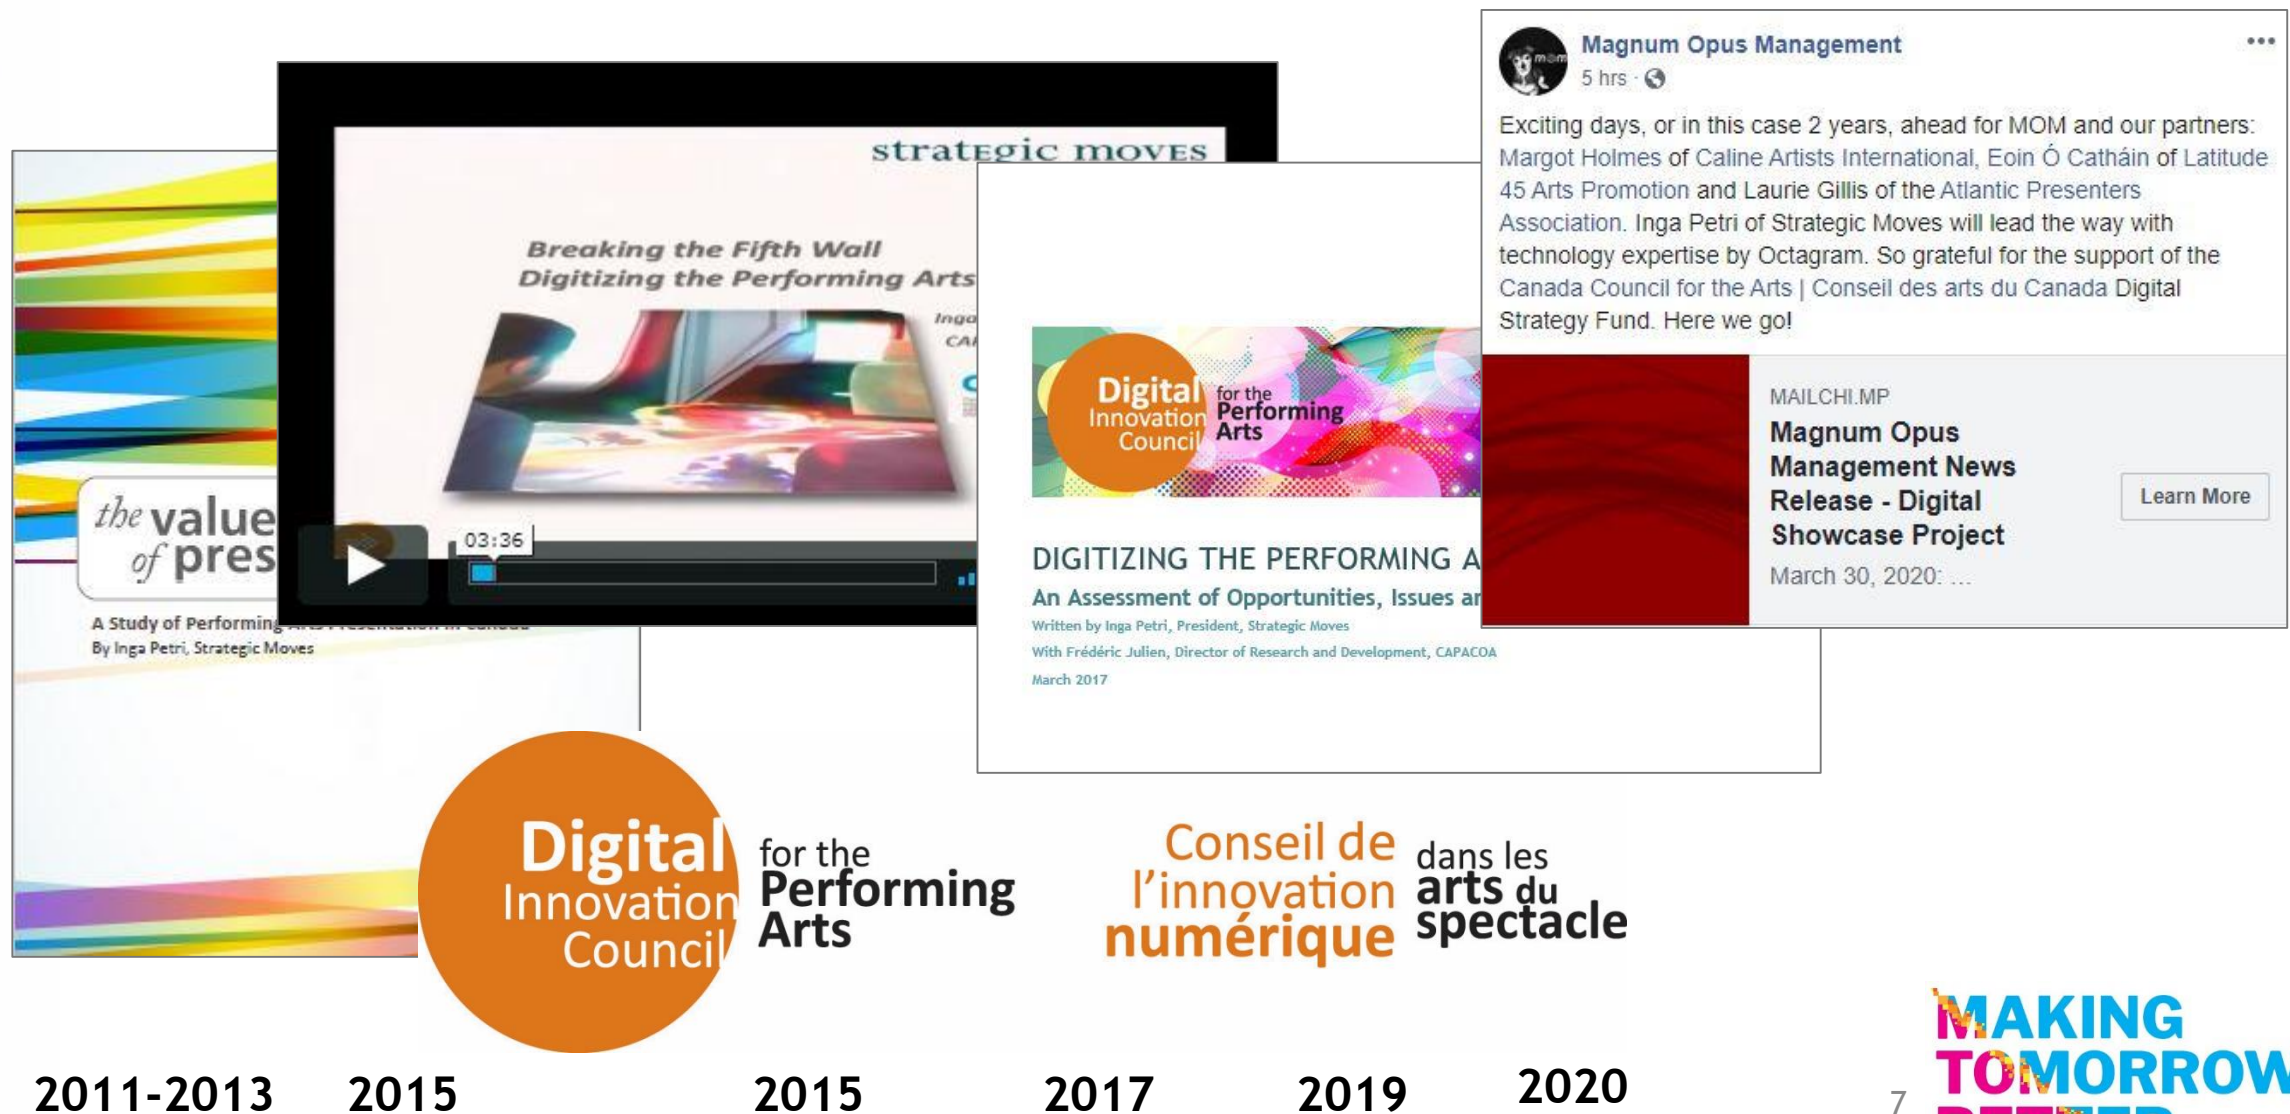 the value
of pres
A Study of Performing
By Inga Petri, Strategic Moves
strategic moves
Breaking the Fifth Wall
Digitizing the Performing Arts
Inga
03:36
Digital
Innovation
Council
for the
Performing
Arts
DIGITIZING THE PERFORMING A
An Assessment of Opportunities, Issues
Written by Inga Petri, President, Strategic Moves
With Frédéric Julien, Director of Research and Development, CAPACOA
March 2017
Magnum Opus Management
5 hrs ·
Exciting days, or in this case 2 years, ahead for MOM and our partners:
Margot Holmes of Caline Artists International, Eoin Ó Catháin of Latitude
45 Arts Promotion and Laurie Gillis of the Atlantic Presenters
Association. Inga Petri of Strategic Moves will lead the way with
technology expertise by Octagram. So grateful for the support of the
Canada Council for the Arts | Conseil des arts du Canada Digital
Strategy Fund. Here we go!
MAILCHI.MP
Magnum Opus
Management News
Release - Digital
Showcase Project
March 30, 2020: ...
Learn More
Digital
Innovation
Council
for the
Performing
Arts
Conseil de
l'innovation
numérique
dans les
arts du
spectacle
2011-2013 2015 2015 2017 2019 2020
7
MAKING
TOMORROW